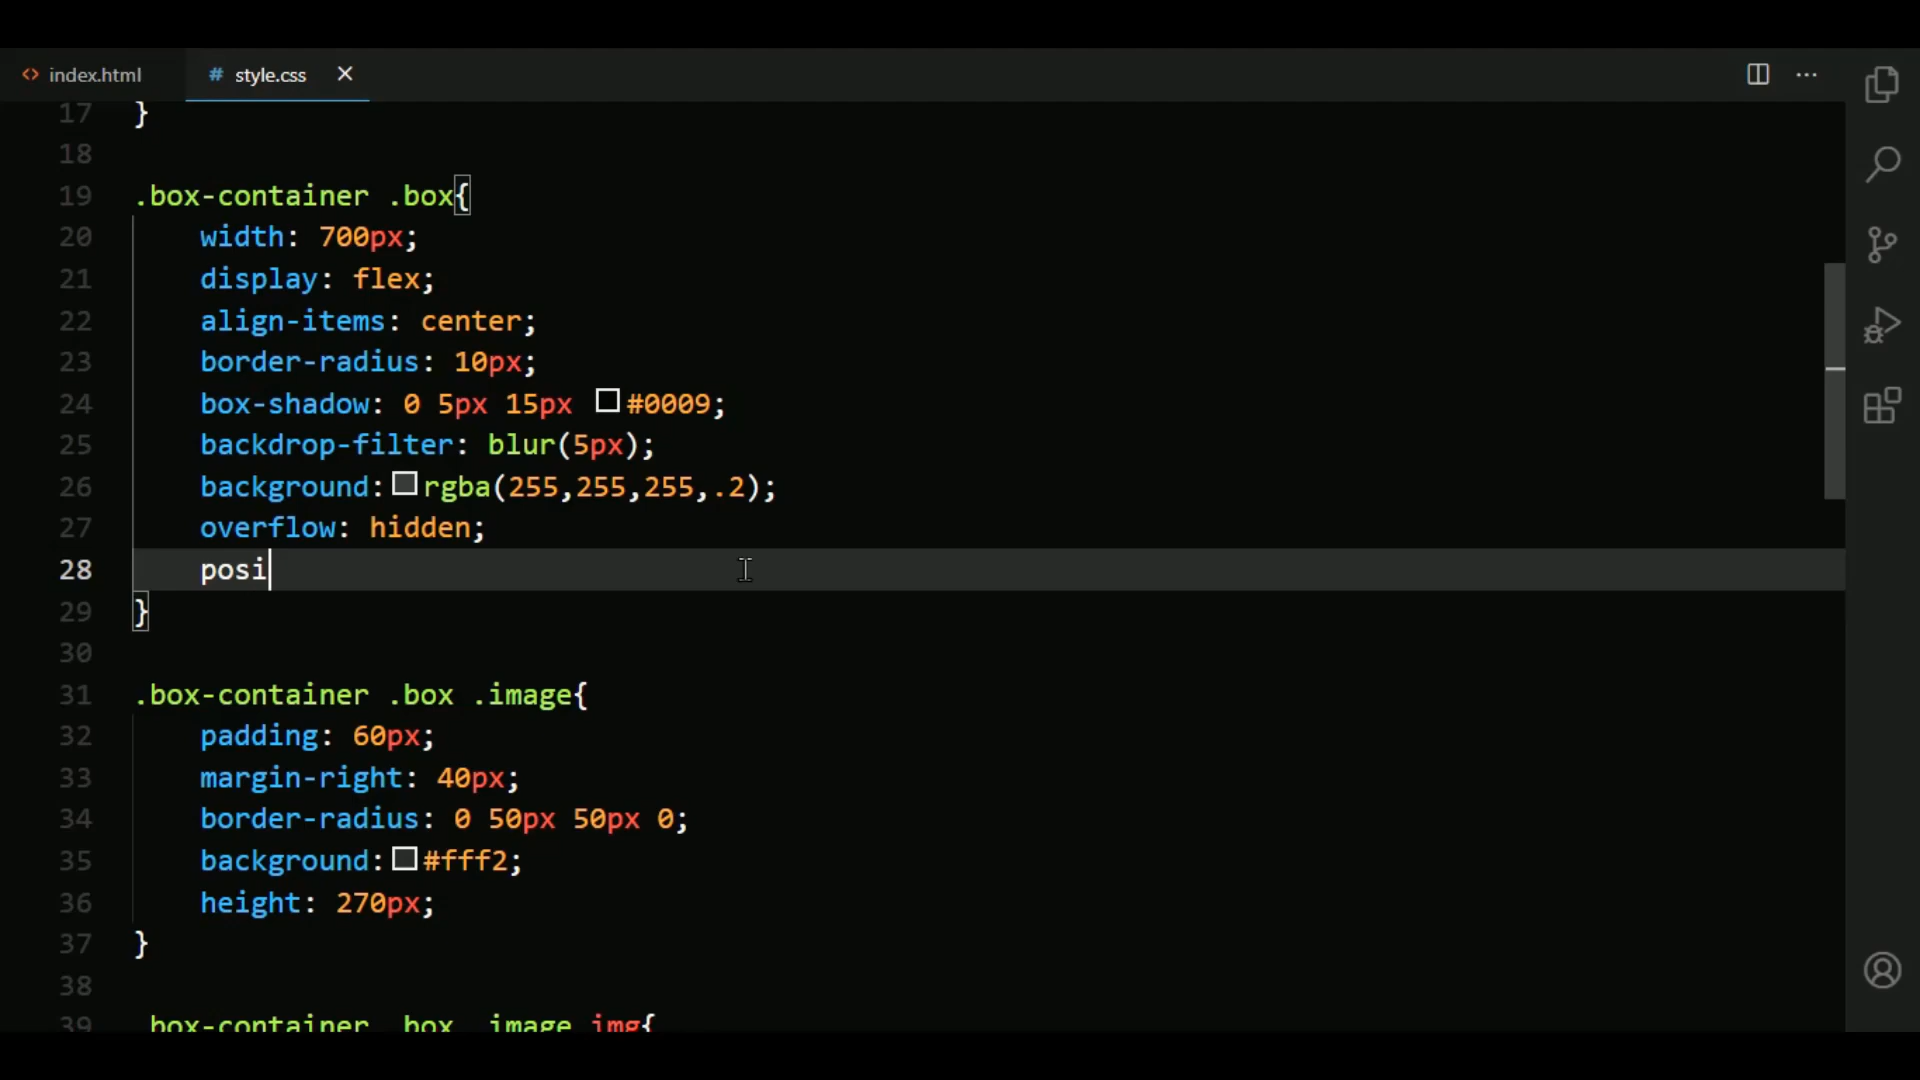 index.html
style.css
17 }
18
19 .box-container .box{
20 width: 700px;
21 display: flex;
22 align-items: center;
23 border-radius: 10px;
24 box-shadow: 0 5px 15px #0009;
25 backdrop-filter: blur(5px);
26 background:rgba(255,255,255,.2);
27 overflow: hidden;
28 posi
29 }
30
31 .box-container .box .image{
32 padding: 60px;
33 margin-right: 40px;
34 border-radius: 0 50px 50px 0;
35 background:#fff2;
36 height: 270px;
37 }
38
39 .box-container .box .image img{